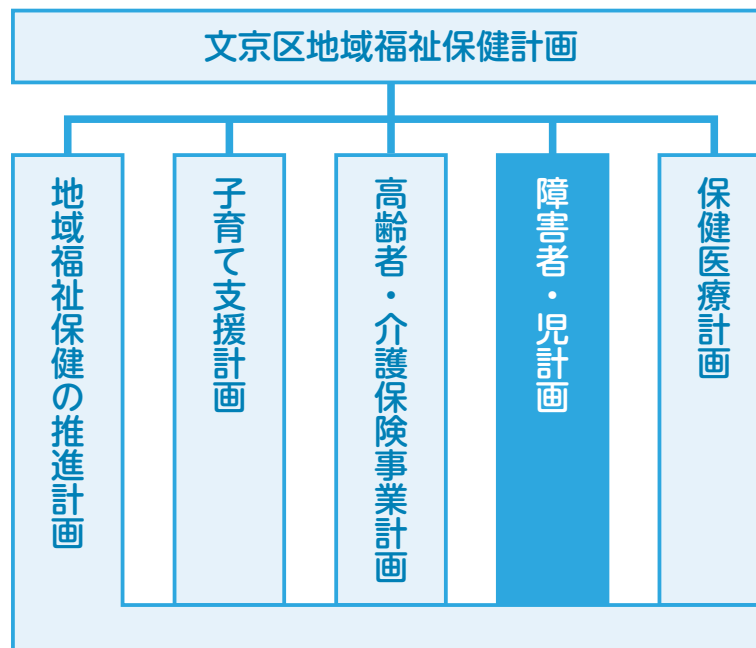 文京区地域福祉保健計画
地域福祉保健の推進計画
子育て支援計画
高齢者・介護保険事業計画
障害者・児計画
保健医療計画